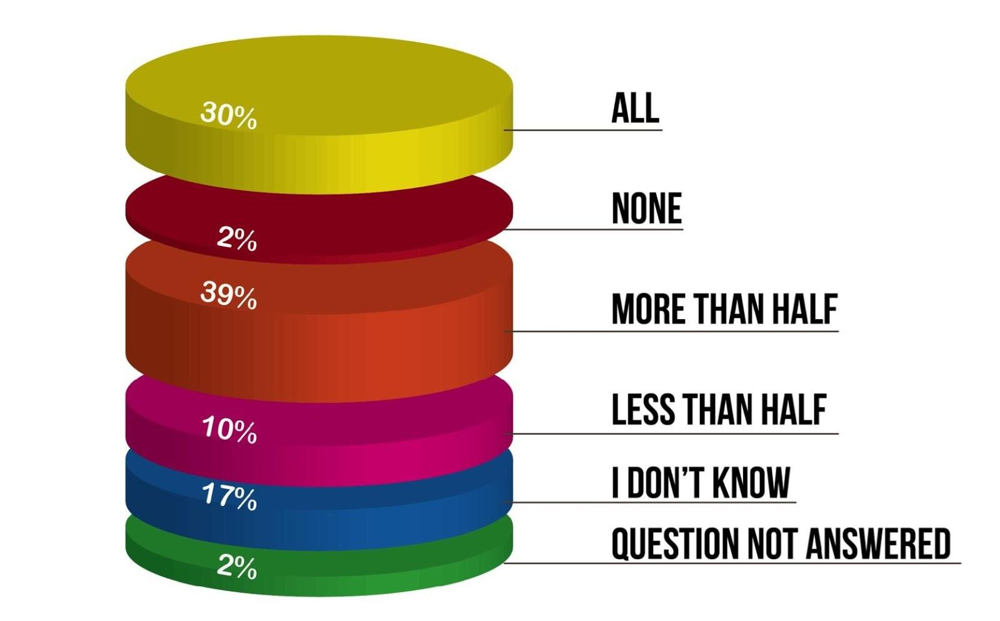 30%
ALL
2%
NONE
39%
MORE THAN HALF
10%
LESS THAN HALF
17%
I DON’T KNOW
2%
QUESTION NOT ANSWERED